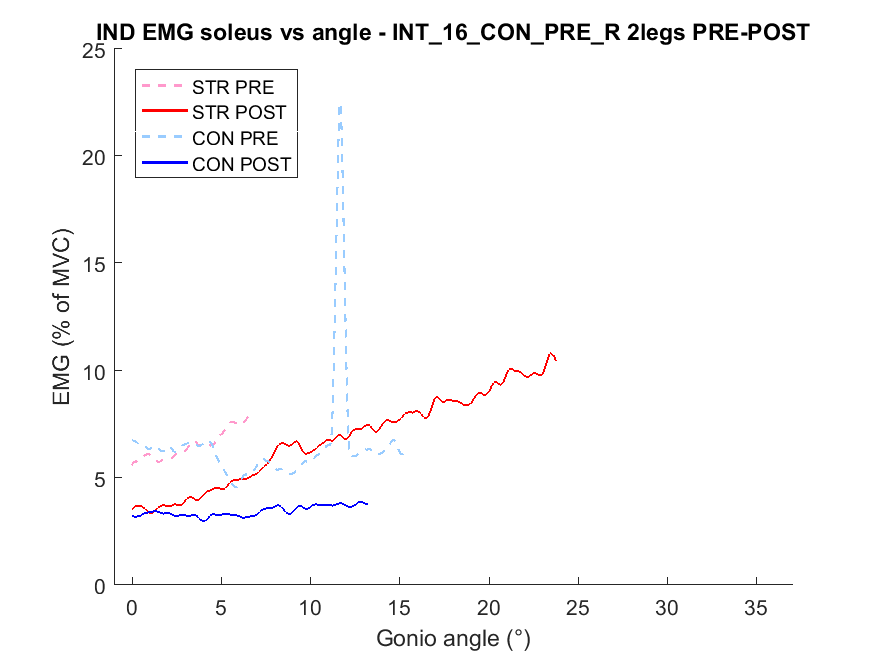 IND EMG soleus vs angle - INT_16_CON_PRE_R 2legs PRE-POST
25
20
15
10
5
0
EMG (% of MVC)
STR PRE
STR POST
CON PRE
CON POST
0 5 10 15 20 25 30 35
Gonio angle (°)